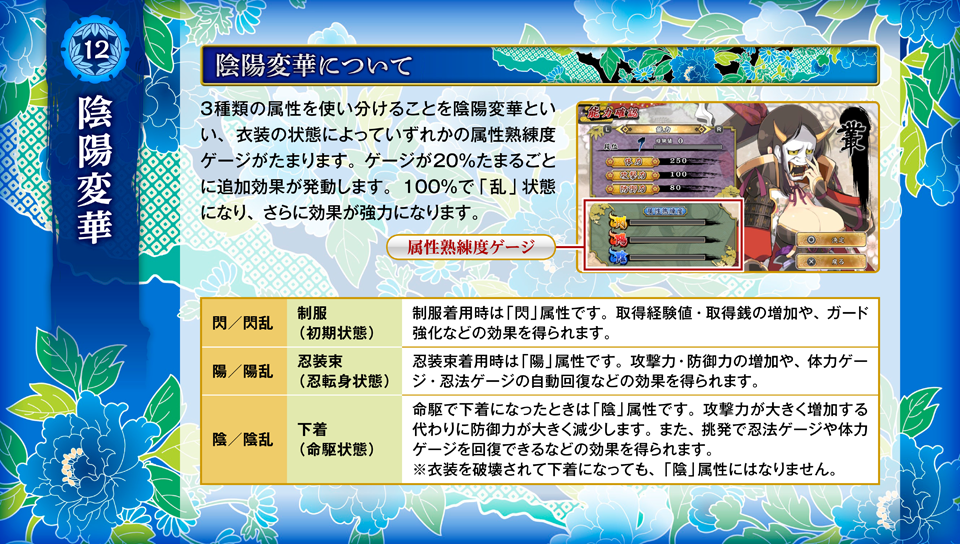 12
陰陽変華
陰陽変華について
3種類の属性を使い分けることを陰陽変華とい
い、衣装の状態によっていずれかの属性熟練度
ゲージがたまります。ゲージが20%たまるごと
に追加効果が発動します。100%で「乱」状態
になり、さらに効果が強力になります。
能力確認
L
能力
R
250
100
80
叢
属性熟練度
決定
戻る
属性熟練度ゲージ
閃/閃乱
制服
(初期状態)
制服着用時は「閃」属性です。取得経験値・取得銭の増加や、ガード
強化などの効果を得られます。
陽/陽乱
忍装束
(忍転身状態)
忍装束着用時は「陽」属性です。攻撃力・防御力の増加や、体力ゲー
ジ・忍法ゲージの自動回復などの効果を得られます。
陰/陰乱
下着
(命駆状態)
命駆で下着になったときは「陰」属性です。攻撃力が大きく増加する
代わりに防御力が大きく減少します。また、挑発で忍法ゲージや体力
ゲージを回復できるなどの効果を得られます。
※衣装を破壊されて下着になっても、「陰」属性にはなりません。